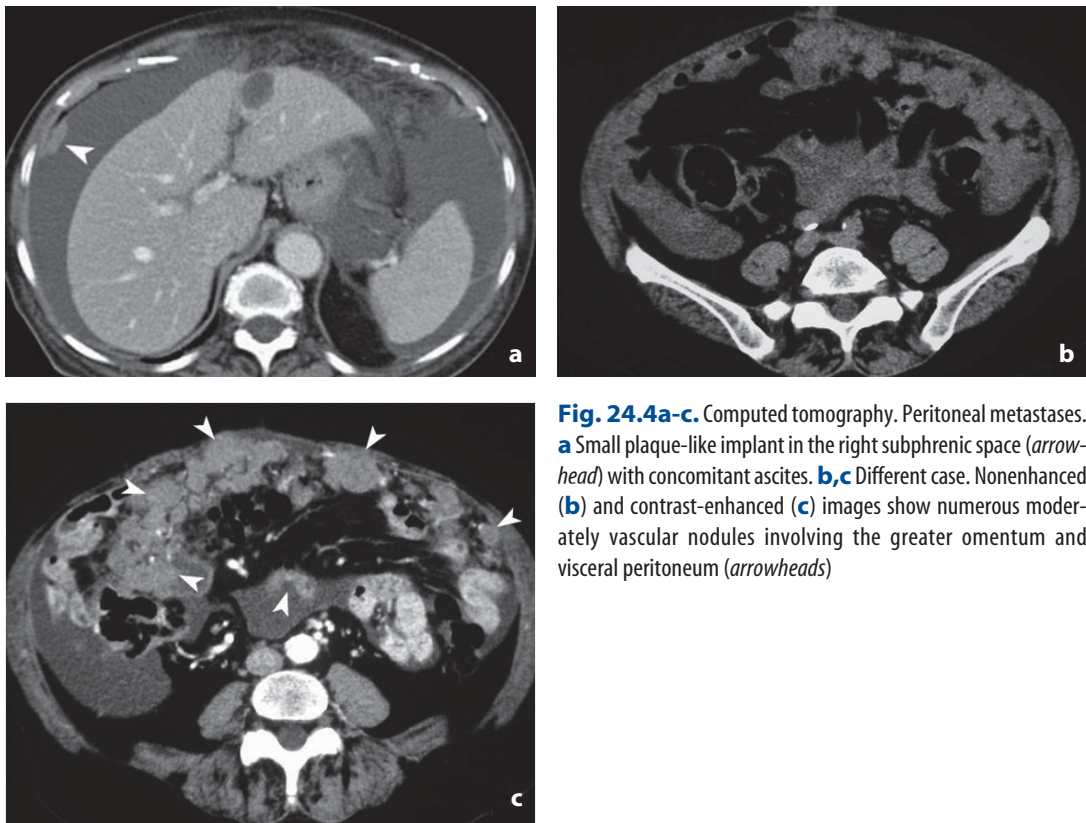 a
b
c
Fig. 24.4a-c. Computed tomography. Peritoneal metastases.
a Small plaque-like implant in the right subphrenic space (arrow-
head) with concomitant ascites. b,c Different case. Nonenhanced
(b) and contrast-enhanced (c) images show numerous moder-
ately vascular nodules involving the greater omentum and
visceral peritoneum (arrowheads)